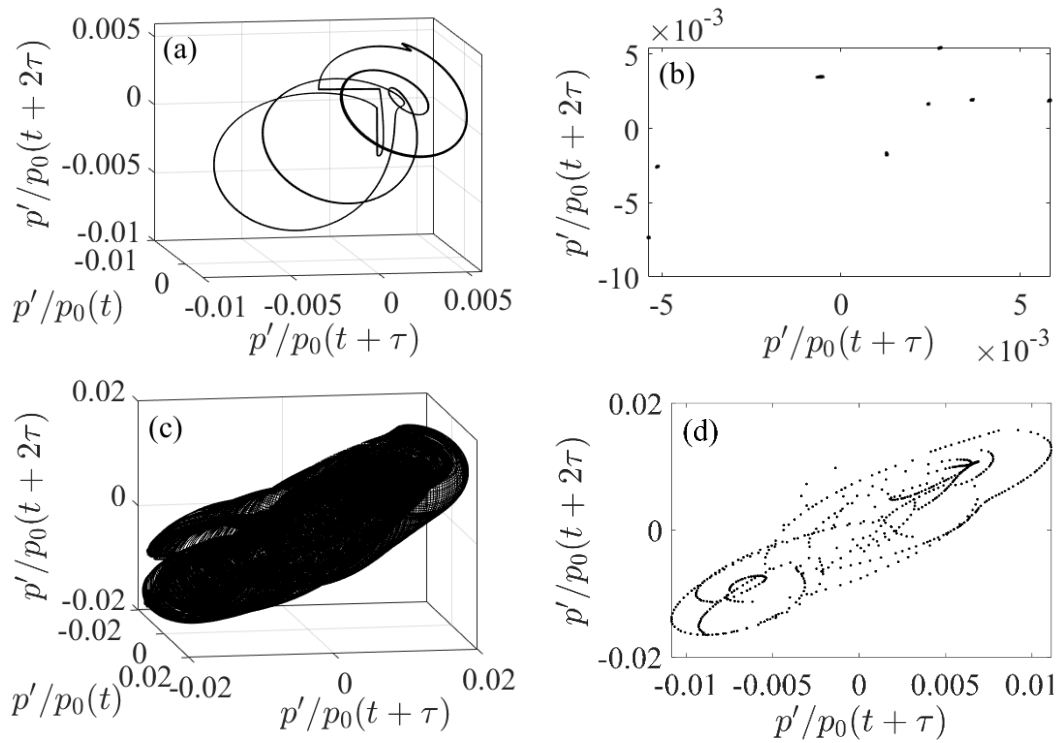 (a)
0.005
0
-0.005
-0.01
p′/p₀(t + 2τ)
-0.01
0
p′/p₀(t)
-0.01 -0.005 0 0.005
p′/p₀(t + τ)
(b)
×10⁻³
5
0
-5
-10
p′/p₀(t + 2τ)
-5 0 5
p′/p₀(t + τ) ×10⁻³
(c)
0.02
0
-0.02
p′/p₀(t + 2τ)
-0.02
0
0.02
p′/p₀(t)
-0.02 0 0.02
p′/p₀(t + τ)
(d)
0.02
0
-0.02
p′/p₀(t + 2τ)
-0.01 -0.005 0 0.005 0.01
p′/p₀(t + τ)